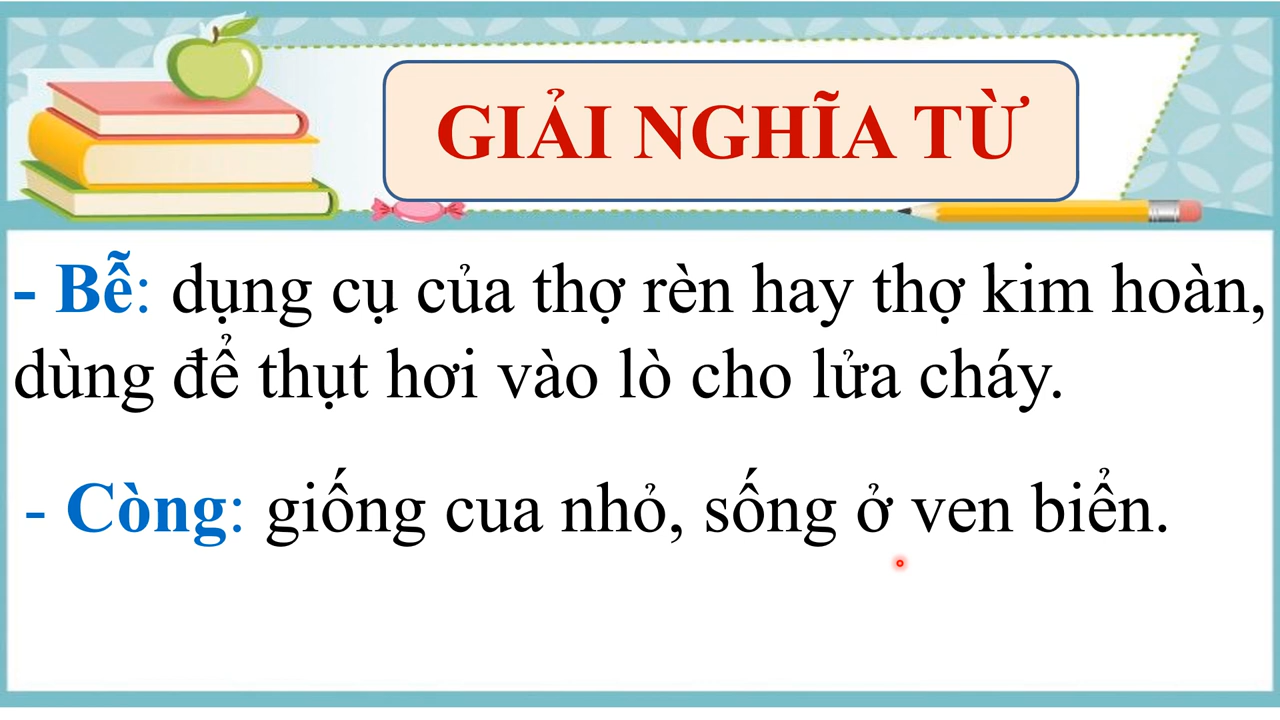 GIẢI NGHĨA TỪ
- Bễ: dụng cụ của thợ rèn hay thợ kim hoàn,
dùng để thụt hơi vào lò cho lửa cháy.
- Còng: giống cua nhỏ, sống ở ven biển.